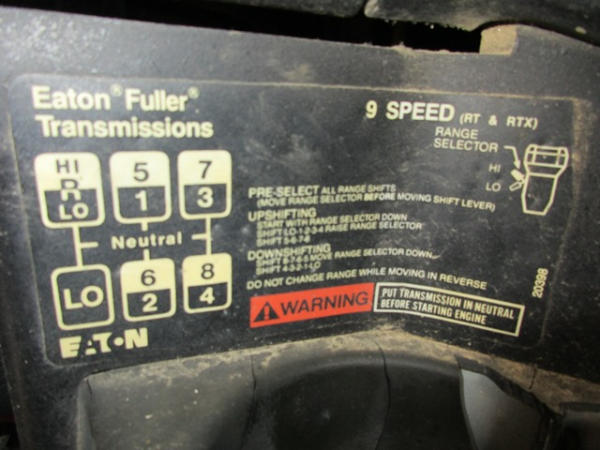 Eaton® Fuller®
Transmissions
9 SPEED (RT & RTX)
RANGE
SELECTOR
HI
LO
HI
R
LO
5
1
7
3
Neutral
LO
6
2
8
4
PRE-SELECT ALL RANGE SHIFTS
(MOVE RANGE SELECTOR BEFORE MOVING SHIFT LEVER)
UPSHIFTING
START WITH RANGE SELECTOR DOWN
SHIFT LO-1-2-3-4 RAISE RANGE SELECTOR
SHIFT 5-6-7-8
DOWNSHIFTING
SHIFT 8-7-6-5 MOVE RANGE SELECTOR DOWN
SHIFT 4-3-2-1-LO
DO NOT CHANGE RANGE WHILE MOVING IN REVERSE
WARNING
PUT TRANSMISSION IN NEUTRAL
BEFORE STARTING ENGINE
20398
EATON